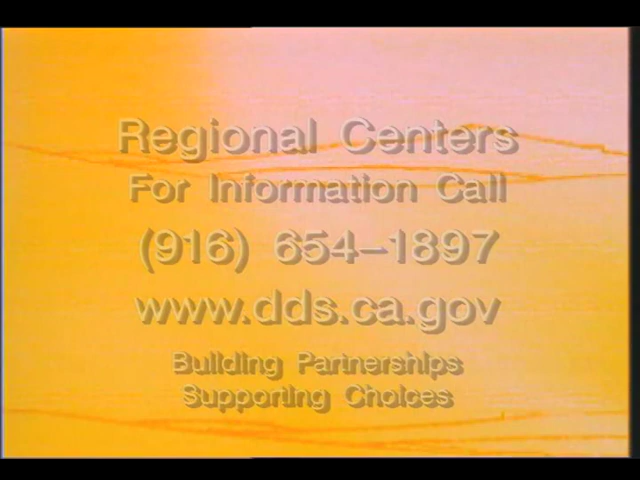 Regional Centers
For Information Call
(916) 654-1897
www.dds.ca.gov
Building Partnerships
Supporting Choices